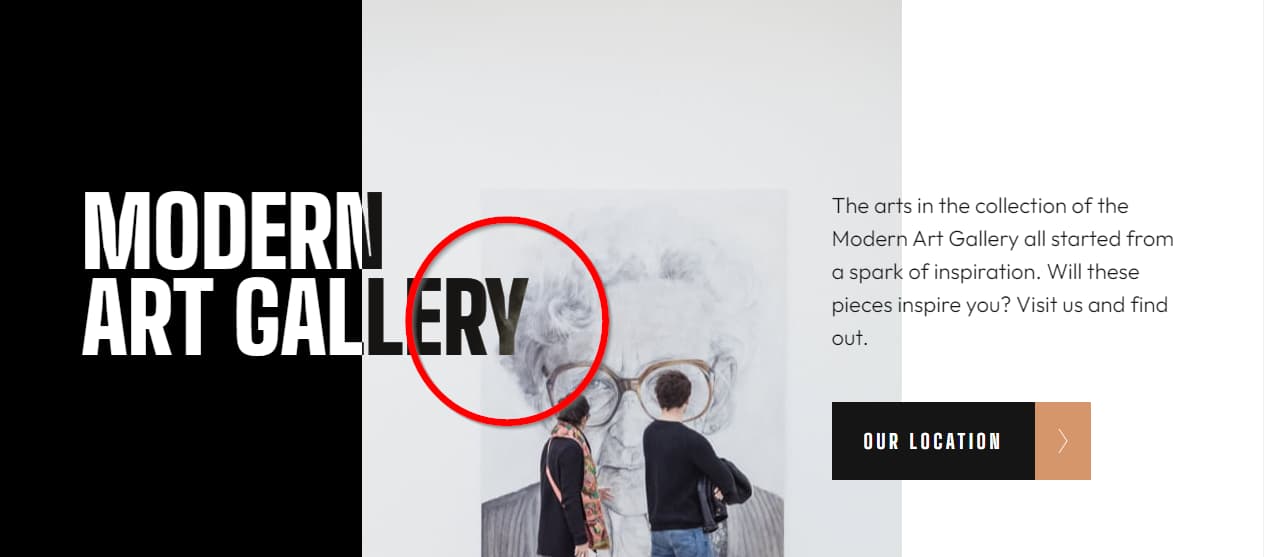 MODERN
ART GALLERY
The arts in the collection of the
Modern Art Gallery all started from
a spark of inspiration. Will these
pieces inspire you? Visit us and find
out.
OUR LOCATION